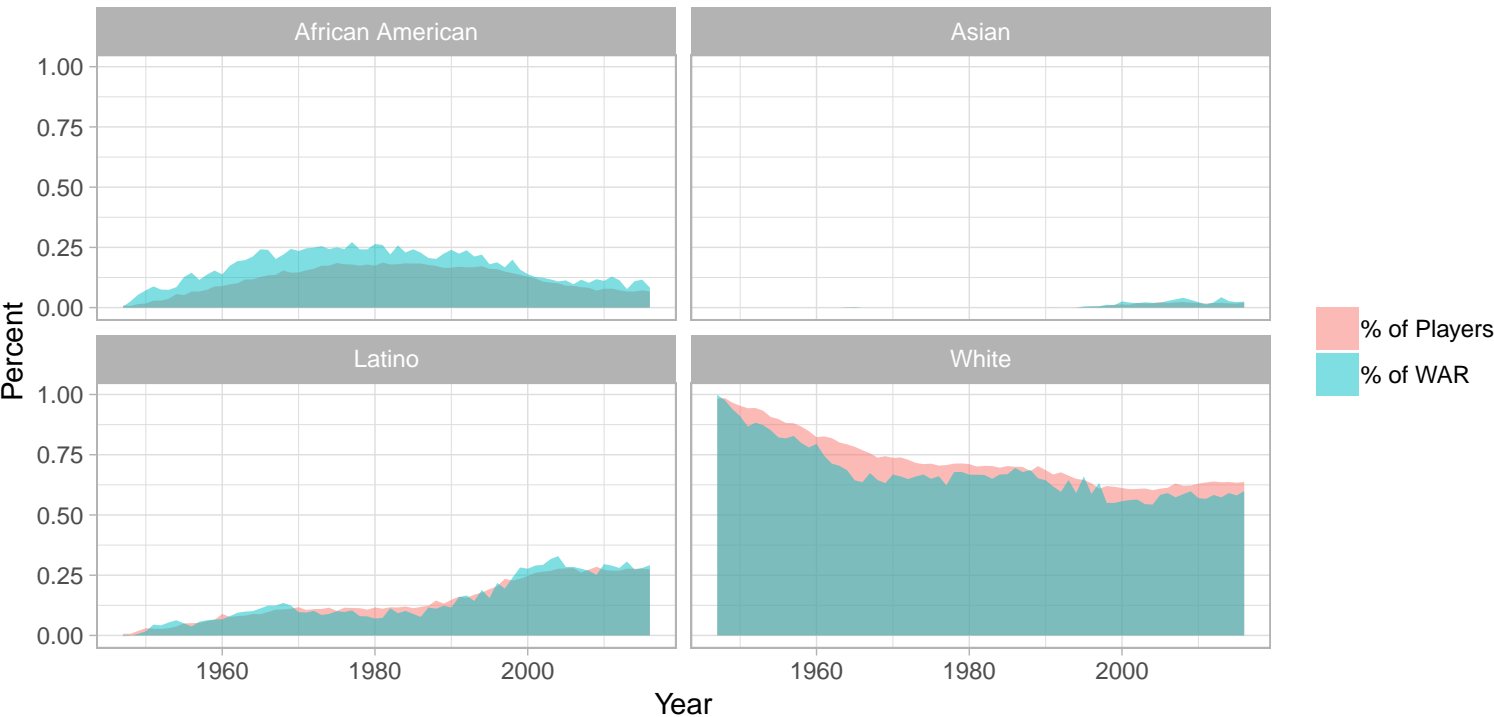 African American
Asian
1.00
0.75
0.50
0.25
0.00
Latino
White
1.00
0.75
0.50
0.25
0.00
1960
1980
2000
1960
1980
2000
Year
Percent
% of Players
% of WAR